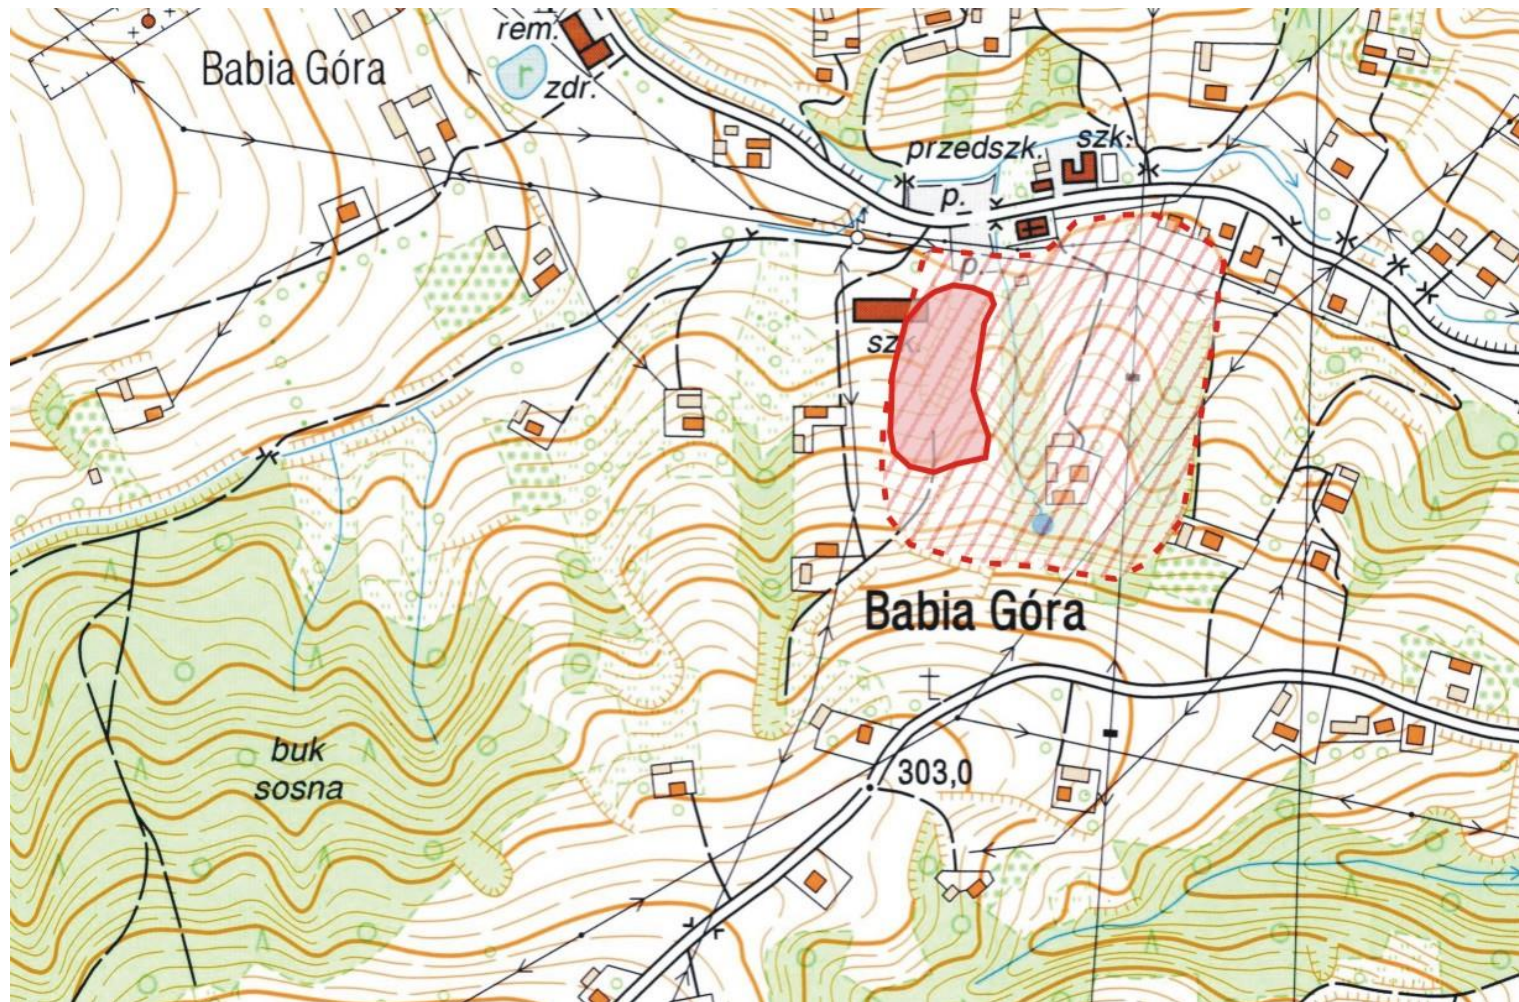 rem.
Babia Góra
r
zdr.
szk.
przedszk.
p.
p.
szk.
Babia Góra
buk
sosna
303,0